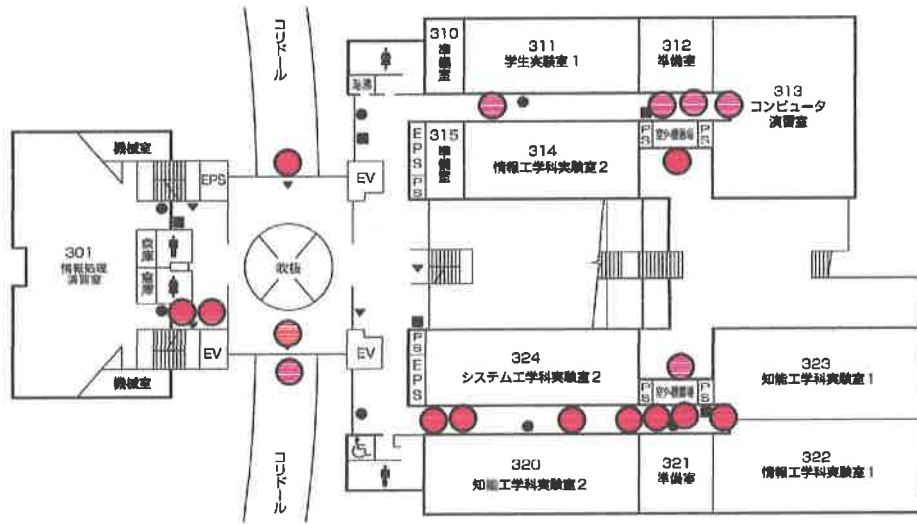 コリドール
310
準備室
311
学生実験室1
312
準備室
313
コンピュータ
演習室
機械室
EPS
EV
EPS
PS
315
準備室
314
情報工学科実験室2
PS
PS
301
情報処理
演習室
倉庫
倉庫
吹抜
EV
機械室
EV
PS
EPS
324
システム工学科実験室2
PS
PS
323
知能工学科実験室1
320
知能工学科実験室2
321
準備室
322
情報工学科実験室1
コリドール